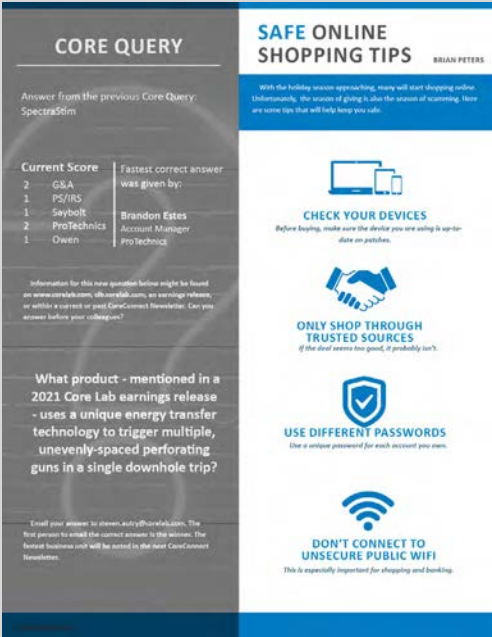 CORE QUERY
Answer from the previous Core Query:
SpectraStim
Current Score
2 G&A
1 PS/IRS
1 Saybolt
2 ProTechnics
1 Owen
Fastest correct answer
was given by:
Brandon Estes
Account Manager
ProTechnics
Information for this new question below might be found
on www.corelab.com, clb.corelab.com, an earnings release,
or within a current or past CoreConnect Newsletter. Can you
answer before your colleagues?
What product - mentioned in a
2021 Core Lab earnings release
- uses a unique energy transfer
technology to trigger multiple,
unevenly-spaced perforating
guns in a single downhole trip?
Email your answer to steven.autry@corelab.com. The
first person to email the correct answer is the winner. The
fastest business unit will be noted in the next CoreConnect
Newsletter.
SAFE ONLINE
SHOPPING TIPS
BRIAN PETERS
With the holiday season approaching, many will start shopping online.
Unfortunately, the season of giving is also the season of scamming. Here
are some tips that will help keep you safe.
CHECK YOUR DEVICES
Before buying, make sure the device you are using is up-to-
date on patches.
ONLY SHOP THROUGH
TRUSTED SOURCES
If the deal seems too good, it probably isn't.
USE DIFFERENT PASSWORDS
Use a unique password for each account you own.
DON'T CONNECT TO
UNSECURE PUBLIC WIFI
This is especially important for shopping and banking.